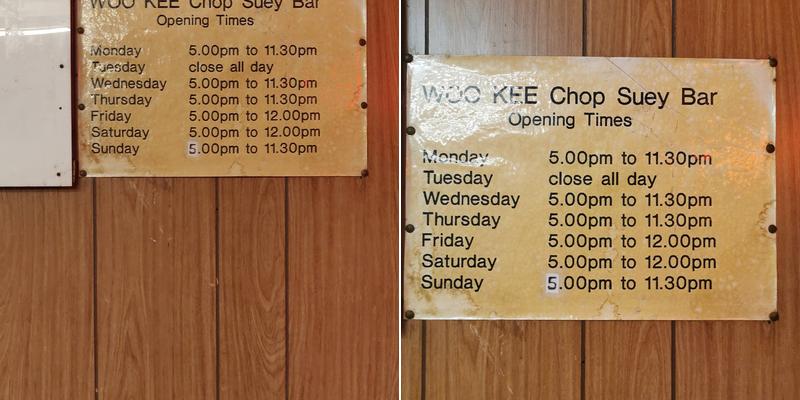 WOO KEE Chop Suey Bar
Opening Times
Monday 5.00pm to 11.30pm
Tuesday close all day
Wednesday 5.00pm to 11.30pm
Thursday 5.00pm to 11.30pm
Friday 5.00pm to 12.00pm
Saturday 5.00pm to 12.00pm
Sunday 5.00pm to 11.30pm
WOO KEE Chop Suey Bar
Opening Times
Monday 5.00pm to 11.30pm
Tuesday close all day
Wednesday 5.00pm to 11.30pm
Thursday 5.00pm to 11.30pm
Friday 5.00pm to 12.00pm
Saturday 5.00pm to 12.00pm
Sunday 5.00pm to 11.30pm